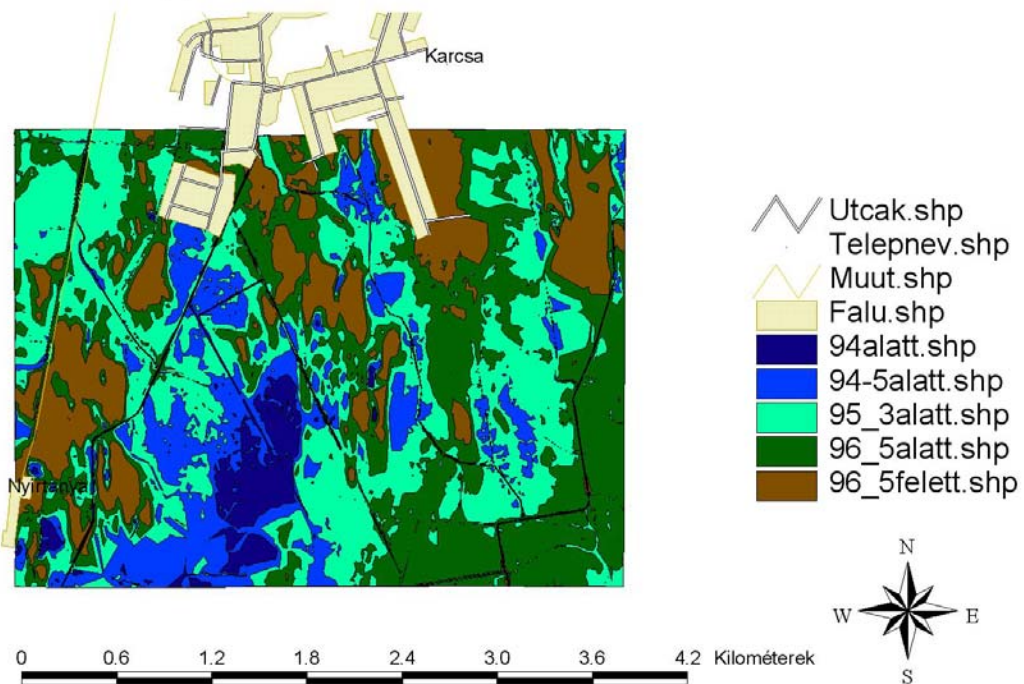 Karcsa
Utcak.shp
Telepnev.shp
Muut.shp
Falu.shp
94alatt.shp
94-5alatt.shp
95_3alatt.shp
96_5alatt.shp
96_5felett.shp
Nyirtanya
N
W E
S
0 0.6 1.2 1.8 2.4 3.0 3.6 4.2 Kilométerek